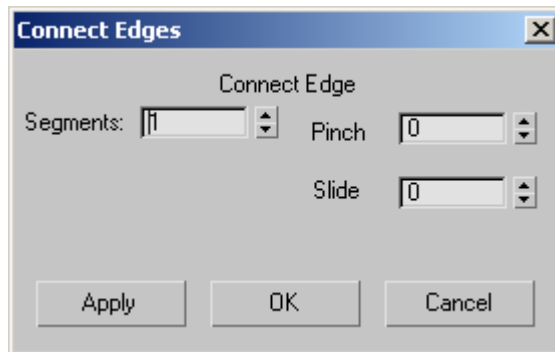 Connect Edges
Connect Edge
Segments: 1
Pinch 0
Slide 0
Apply OK Cancel